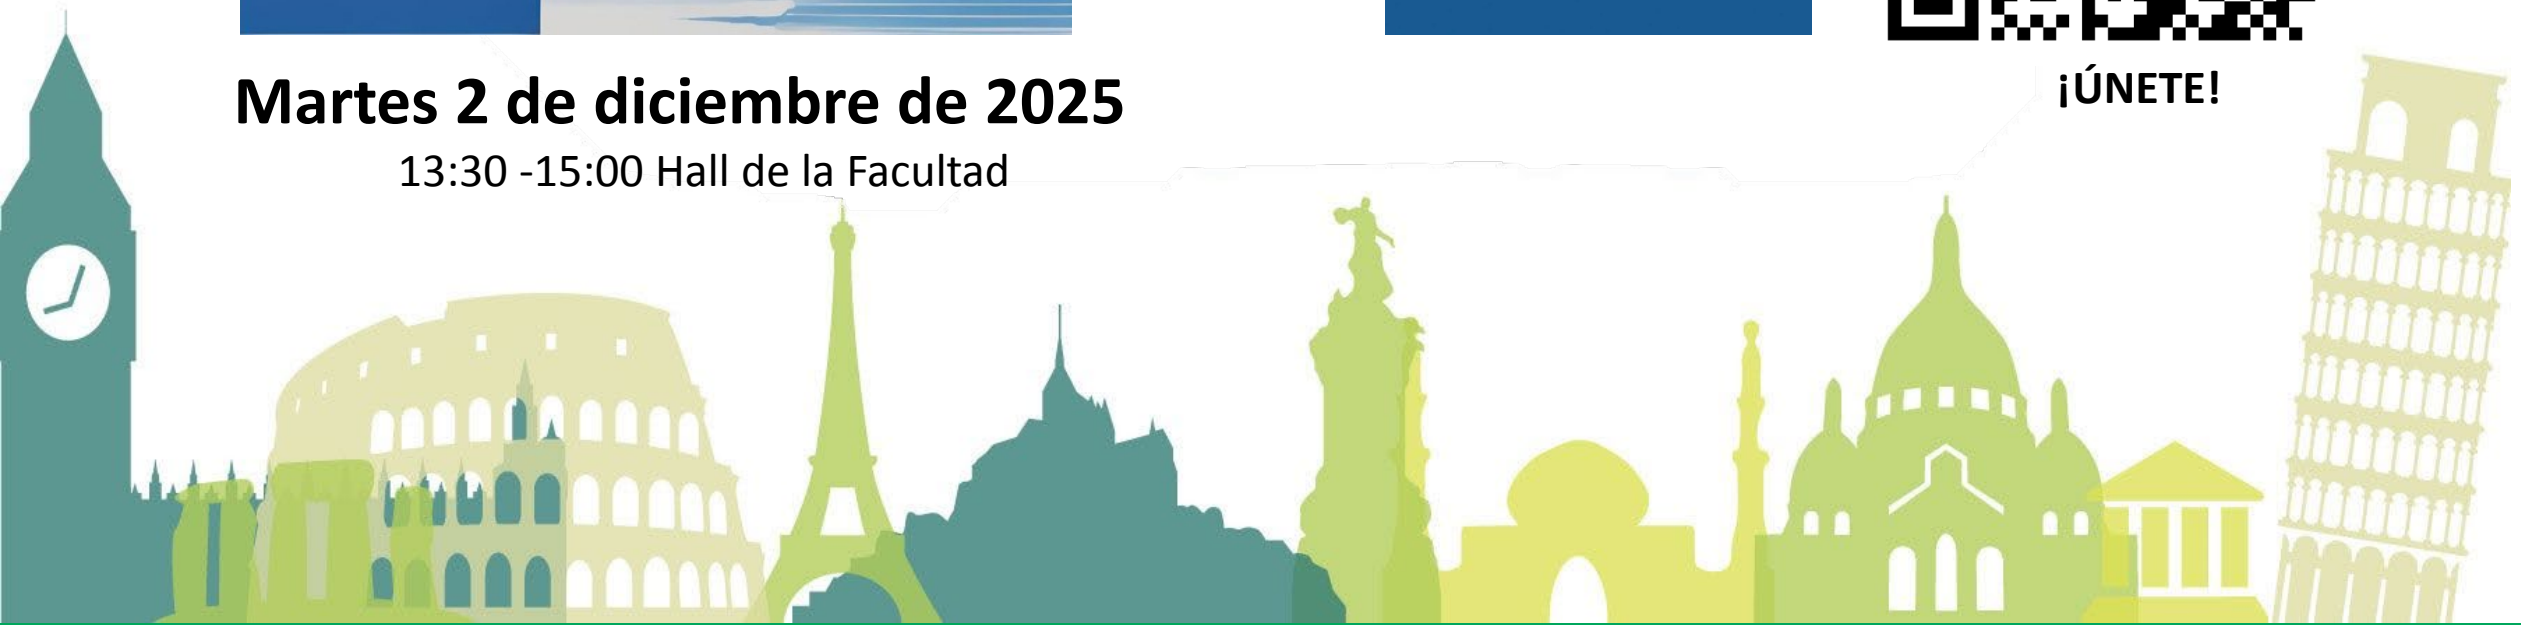 Martes 2 de diciembre de 2025
¡ÚNETE!
13:30 -15:00 Hall de la Facultad